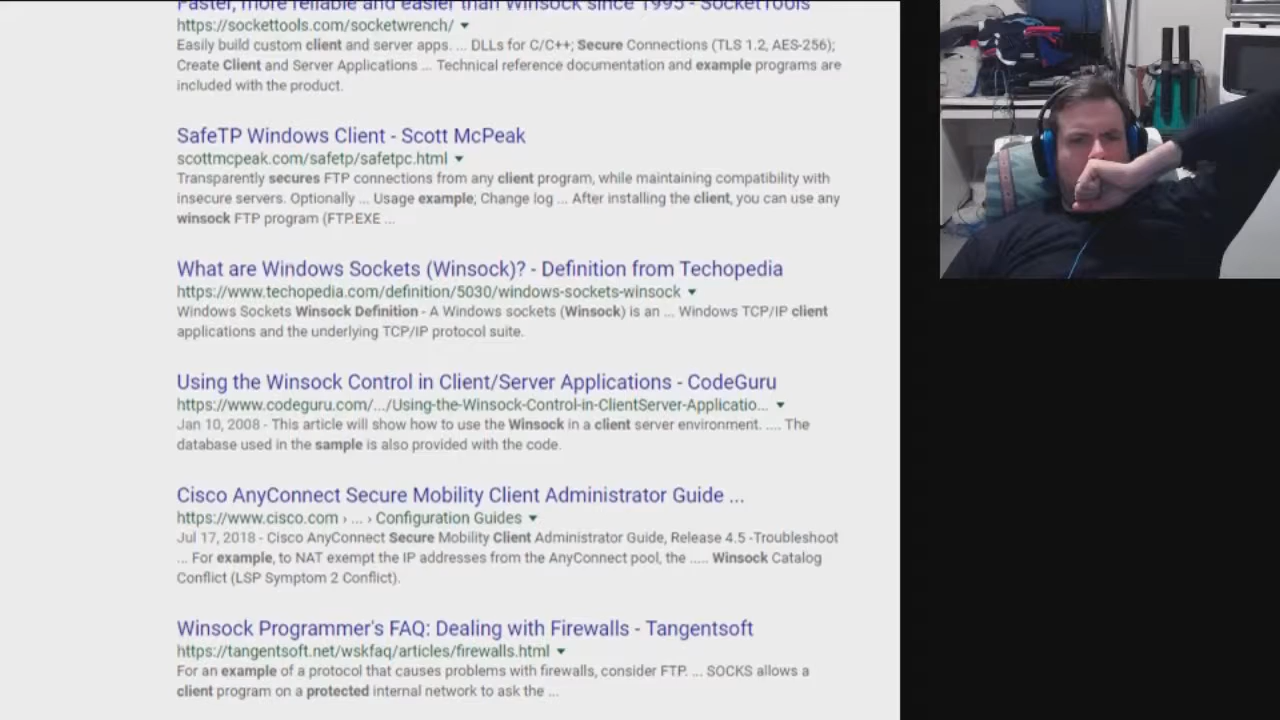 Faster, more reliable and easier than Winsock since 1995 - SocketTools
https://sockettools.com/socketwrench/
Easily build custom client and server apps. ... DLLs for C/C++; Secure Connections (TLS 1.2, AES-256);
Create Client and Server Applications ... Technical reference documentation and example programs are
included with the product.
SafeTP Windows Client - Scott McPeak
scottmcpeak.com/safetp/safetpc.html
Transparently secures FTP connections from any client program, while maintaining compatibility with
insecure servers. Optionally ... Usage example; Change log ... After installing the client, you can use any
winsock FTP program (FTP.EXE ...
What are Windows Sockets (Winsock)? - Definition from Techopedia
https://www.techopedia.com/definition/5030/windows-sockets-winsock
Windows Sockets Winsock Definition - A Windows sockets (Winsock) is an ... Windows TCP/IP client
applications and the underlying TCP/IP protocol suite.
Using the Winsock Control in Client/Server Applications - CodeGuru
https://www.codeguru.com/.../Using-the-Winsock-Control-in-ClientServer-Applicatio...
Jan 10, 2008 - This article will show how to use the Winsock in a client server environment. .... The
database used in the sample is also provided with the code.
Cisco AnyConnect Secure Mobility Client Administrator Guide ...
https://www.cisco.com › ... › Configuration Guides
Jul 17, 2018 - Cisco AnyConnect Secure Mobility Client Administrator Guide, Release 4.5 -Troubleshoot
... For example, to NAT exempt the IP addresses from the AnyConnect pool, the ..... Winsock Catalog
Conflict (LSP Symptom 2 Conflict).
Winsock Programmer's FAQ: Dealing with Firewalls - Tangentsoft
https://tangentsoft.net/wskfaq/articles/firewalls.html
For an example of a protocol that causes problems with firewalls, consider FTP. ... SOCKS allows a
client program on a protected internal network to ask the ...